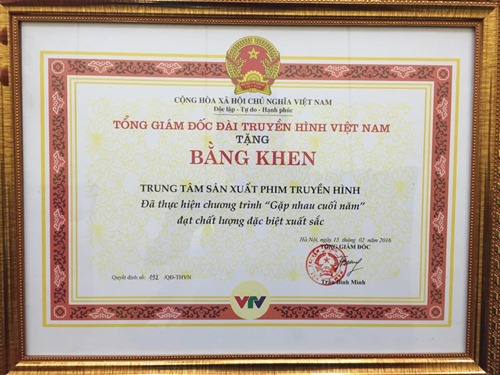 CỘNG HÒA XÃ HỘI CHỦ NGHĨA VIỆT NAM
Độc lập - Tự do - Hạnh phúc
TỔNG GIÁM ĐỐC ĐÀI TRUYỀN HÌNH VIỆT NAM
TẶNG
BẰNG KHEN
TRUNG TÂM SẢN XUẤT PHIM TRUYỀN HÌNH
Đã thực hiện chương trình “Gặp nhau cuối năm”
đạt chất lượng đặc biệt xuất sắc
Hà Nội, ngày 15 tháng 02 năm 2016
TỔNG GIÁM ĐỐC
Trần Bình Minh
Quyết định số: 192 /QĐ-THVN
VTV